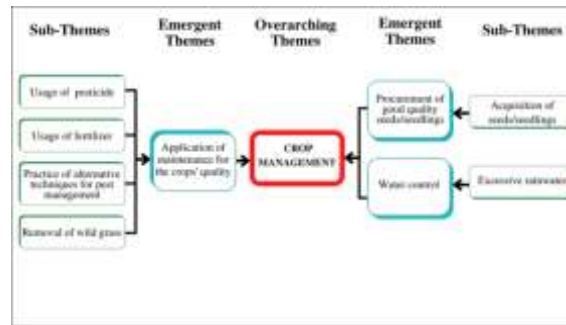 Sub-Themes
Emergent
Themes
Overarching
Themes
Emergent
Themes
Sub-Themes
Usage of pesticide
Usage of fertilizer
Practice of alternative
techniques for pest
management
Removal of wild grass
Application of
maintenance for
the crops' quality
CROP
MANAGEMENT
Procurement of
good quality
seeds/seedlings
Water control
Acquisition of
seeds/seedlings
Excessive rainwater